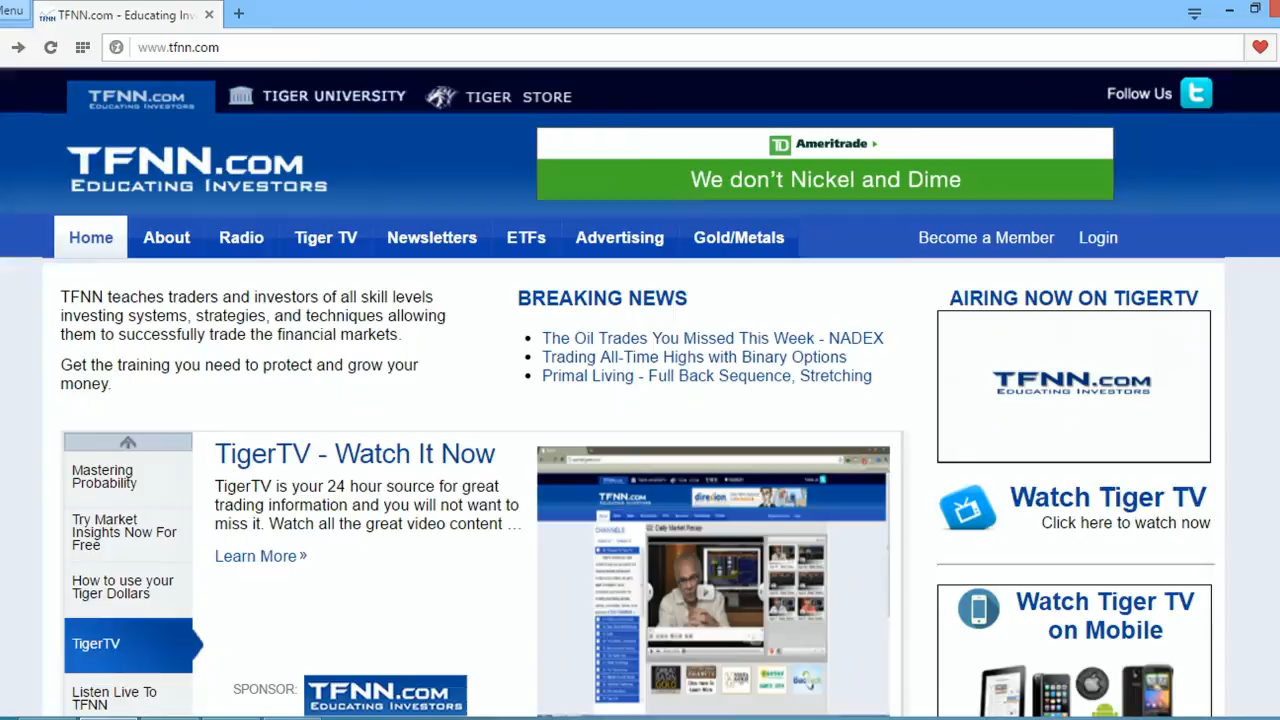 Menu
TFNN.com - Educating Inv
www.tfnn.com
TFNN.COM
EDUCATING INVESTORS
TIGER UNIVERSITY
TIGER STORE
Follow Us
TFNN.COM
EDUCATING INVESTORS
TD Ameritrade
We don't Nickel and Dime
Home
About
Radio
Tiger TV
Newsletters
ETFs
Advertising
Gold/Metals
Become a Member
Login
TFNN teaches traders and investors of all skill levels
investing systems, strategies, and techniques allowing
them to successfully trade the financial markets.
Get the training you need to protect and grow your
money.
BREAKING NEWS
The Oil Trades You Missed This Week - NADEX
Trading All-Time Highs with Binary Options
Primal Living - Full Back Sequence, Stretching
AIRING NOW ON TIGERTV
TFNN.COM
EDUCATING INVESTORS
Watch Tiger TV
Click here to watch now
Watch Tiger TV
on Mobile
Mastering
Probability
Try Market
Insights Now For
Free
How to use your
Tiger Dollars
TigerTV
Listen Live To
TFNN
TigerTV - Watch It Now
TigerTV is your 24 hour source for great
trading information and you will not want to
miss it. Watch all the great video content ...
Learn More »
SPONSOR:
TFNN.COM
EDUCATING INVESTORS
TFNN.COM
direxion
CHANNELS